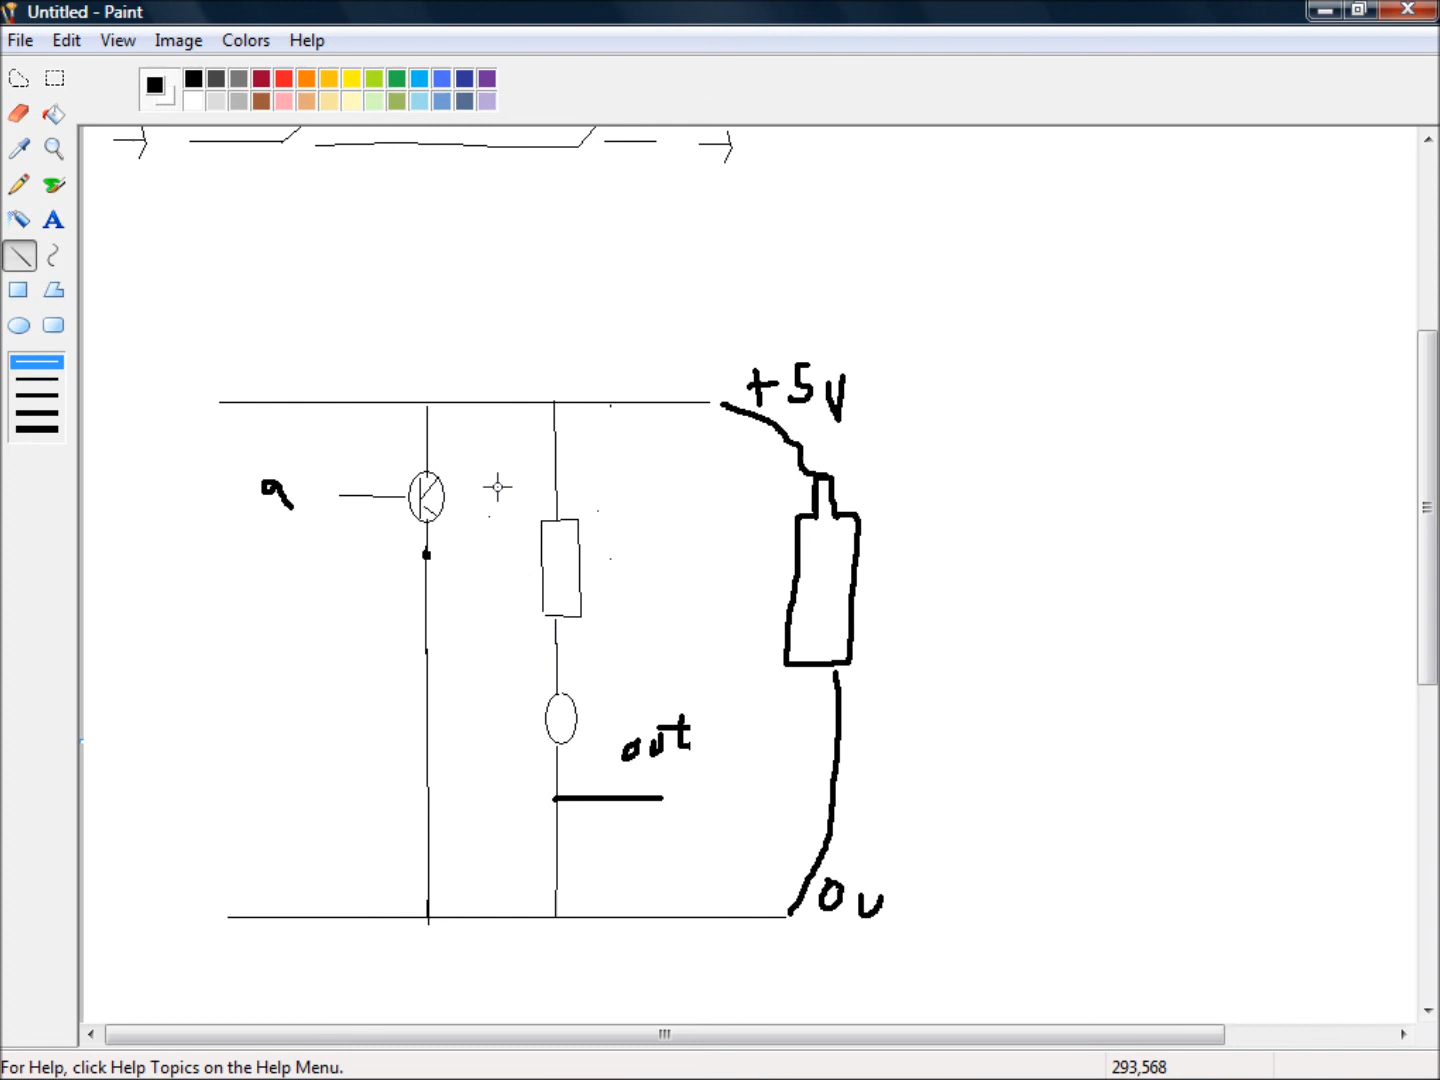 Untitled - Paint
File Edit View Image Colors Help
+5V
a
out
0v
For Help, click Help Topics on the Help Menu.
293,568